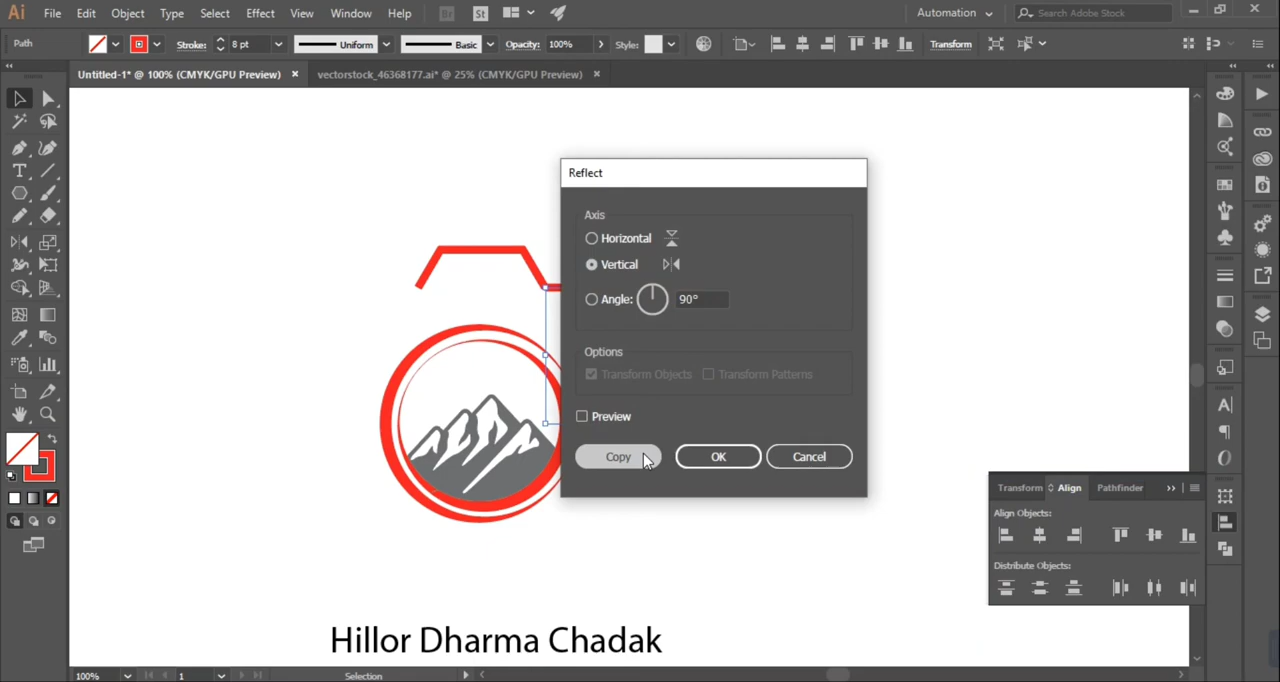 Ai File Edit Object Type Select Effect View Window Help Br St Automation Search Adobe Stock
Path Stroke: 8 pt Uniform Basic Opacity: 100% Style: Transform
Untitled-1* @ 100% (CMYK/GPU Preview) × vectorstock_46368177.ai* @ 25% (CMYK/GPU Preview) ×
Reflect
Axis
Horizontal
Vertical
Angle: 90°
Options
Transform Objects Transform Patterns
Preview
Copy OK Cancel
Transform Align Pathfinder
Align Objects:
Distribute Objects:
Hillor Dharma Chadak
100% 1 Selection